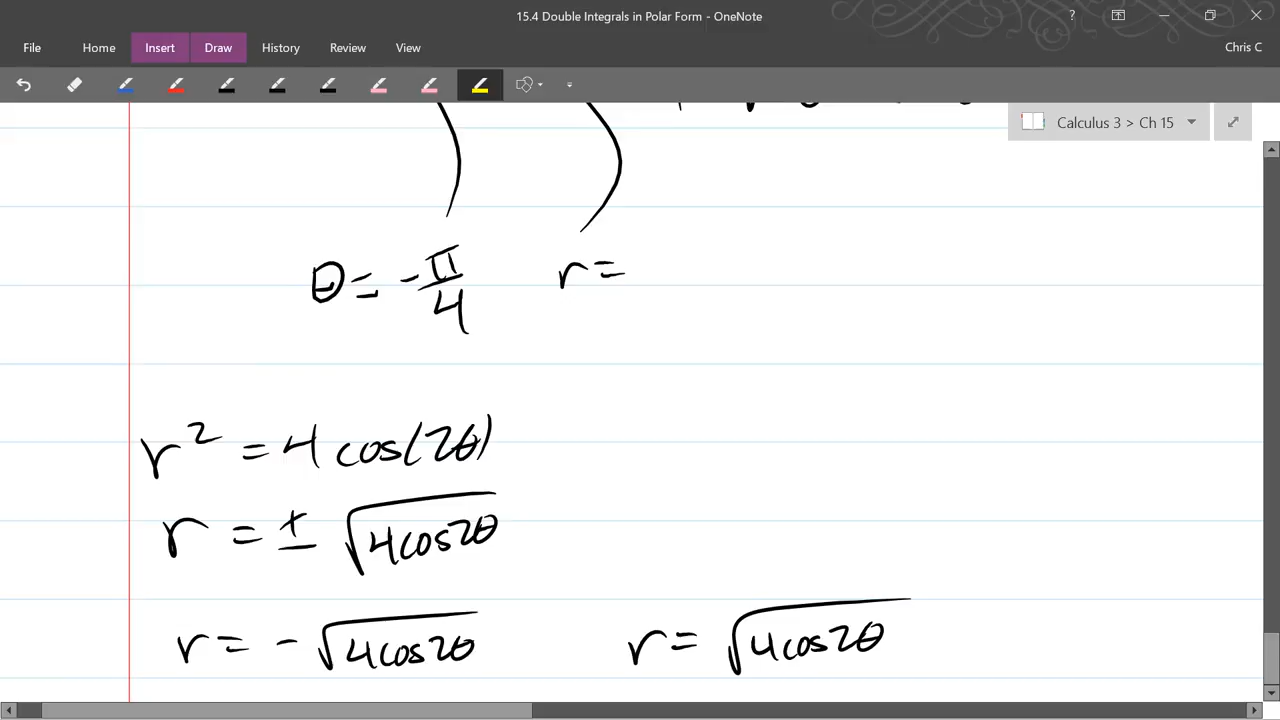 15.4 Double Integrals in Polar Form - OneNote
File Home Insert Draw History Review View Chris C
Calculus 3 > Ch 15
θ = -π/4 r =
r² = 4 cos(2θ)
r = ± √4cos2θ
r = - √4cos2θ r = √4cos2θ